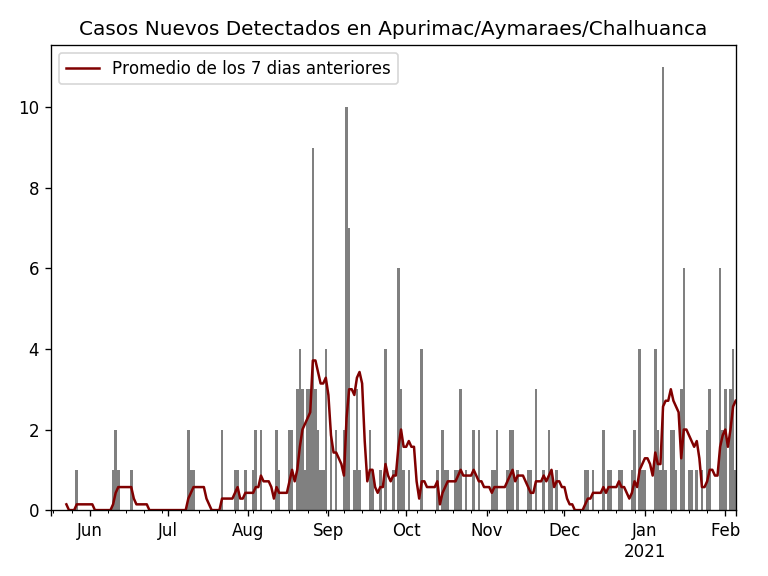 Casos Nuevos Detectados en Apurimac/Aymaraes/Chalhuanca
Promedio de los 7 dias anteriores
10
8
6
4
2
0
Jun Jul Aug Sep Oct Nov Dec Jan Feb
2021